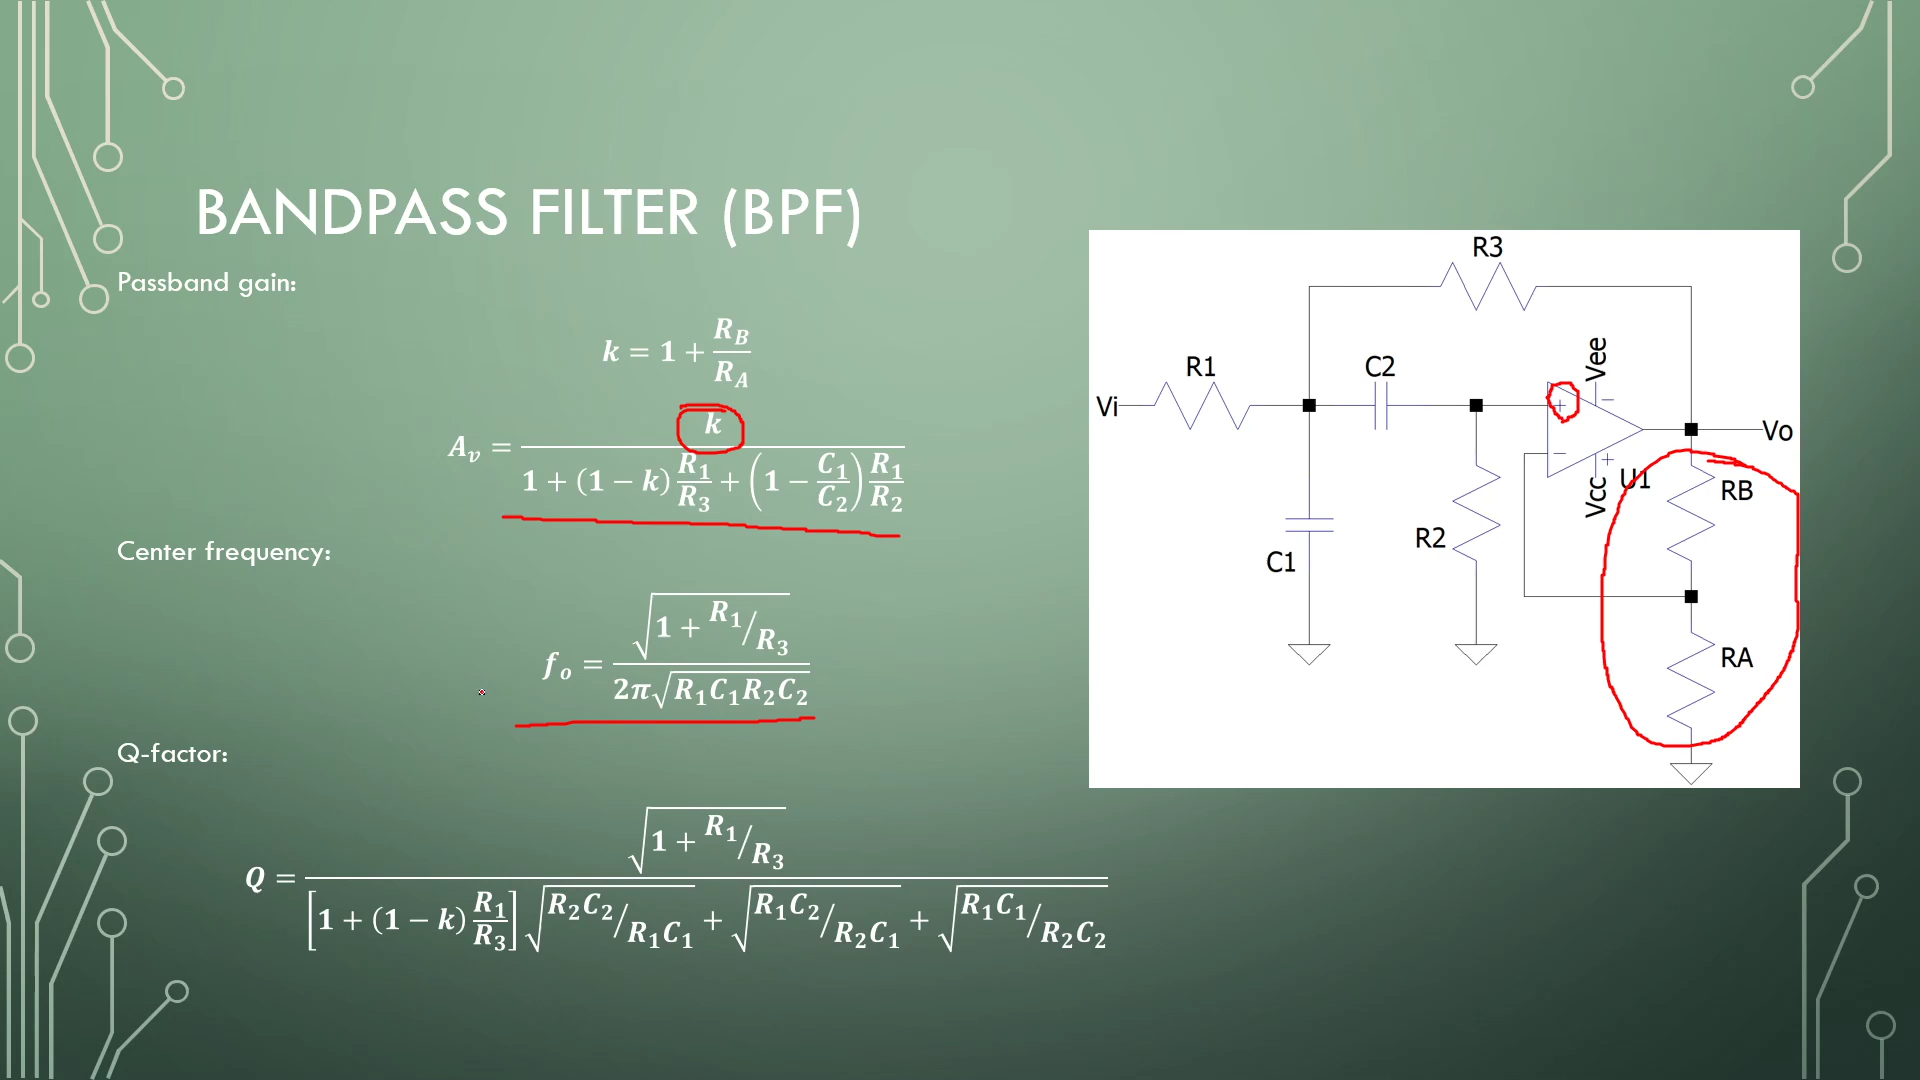 BANDPASS FILTER (BPF)
Passband gain:
k = 1 + R_B/R_A
A_v = k / (1 + (1 − k) R_1/R_3 + (1 − C_1/C_2) R_1/R_2)
Center frequency:
f_o = √(1 + R_1/R_3) / (2π√(R_1C_1R_2C_2))
Q-factor:
Q = √(1 + R_1/R_3) / ([1 + (1 − k) R_1/R_3] √(R_2C_2/R_1C_1) + √(R_1C_2/R_2C_1) + √(R_1C_1/R_2C_2))
R3
Vee
R1
C2
Vi
+
−
Vo
−
+
Vcc
U1
RB
R2
C1
RA